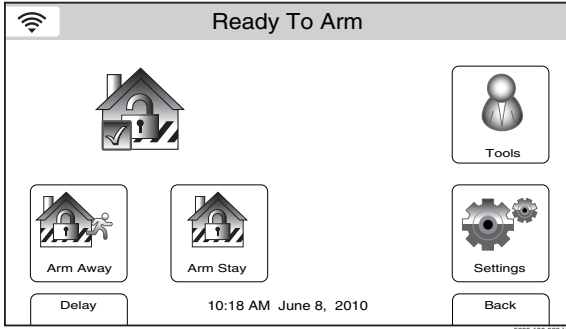 Ready To Arm
Tools
Arm Away
Arm Stay
Settings
Delay
10:18 AM June 8, 2010
Back